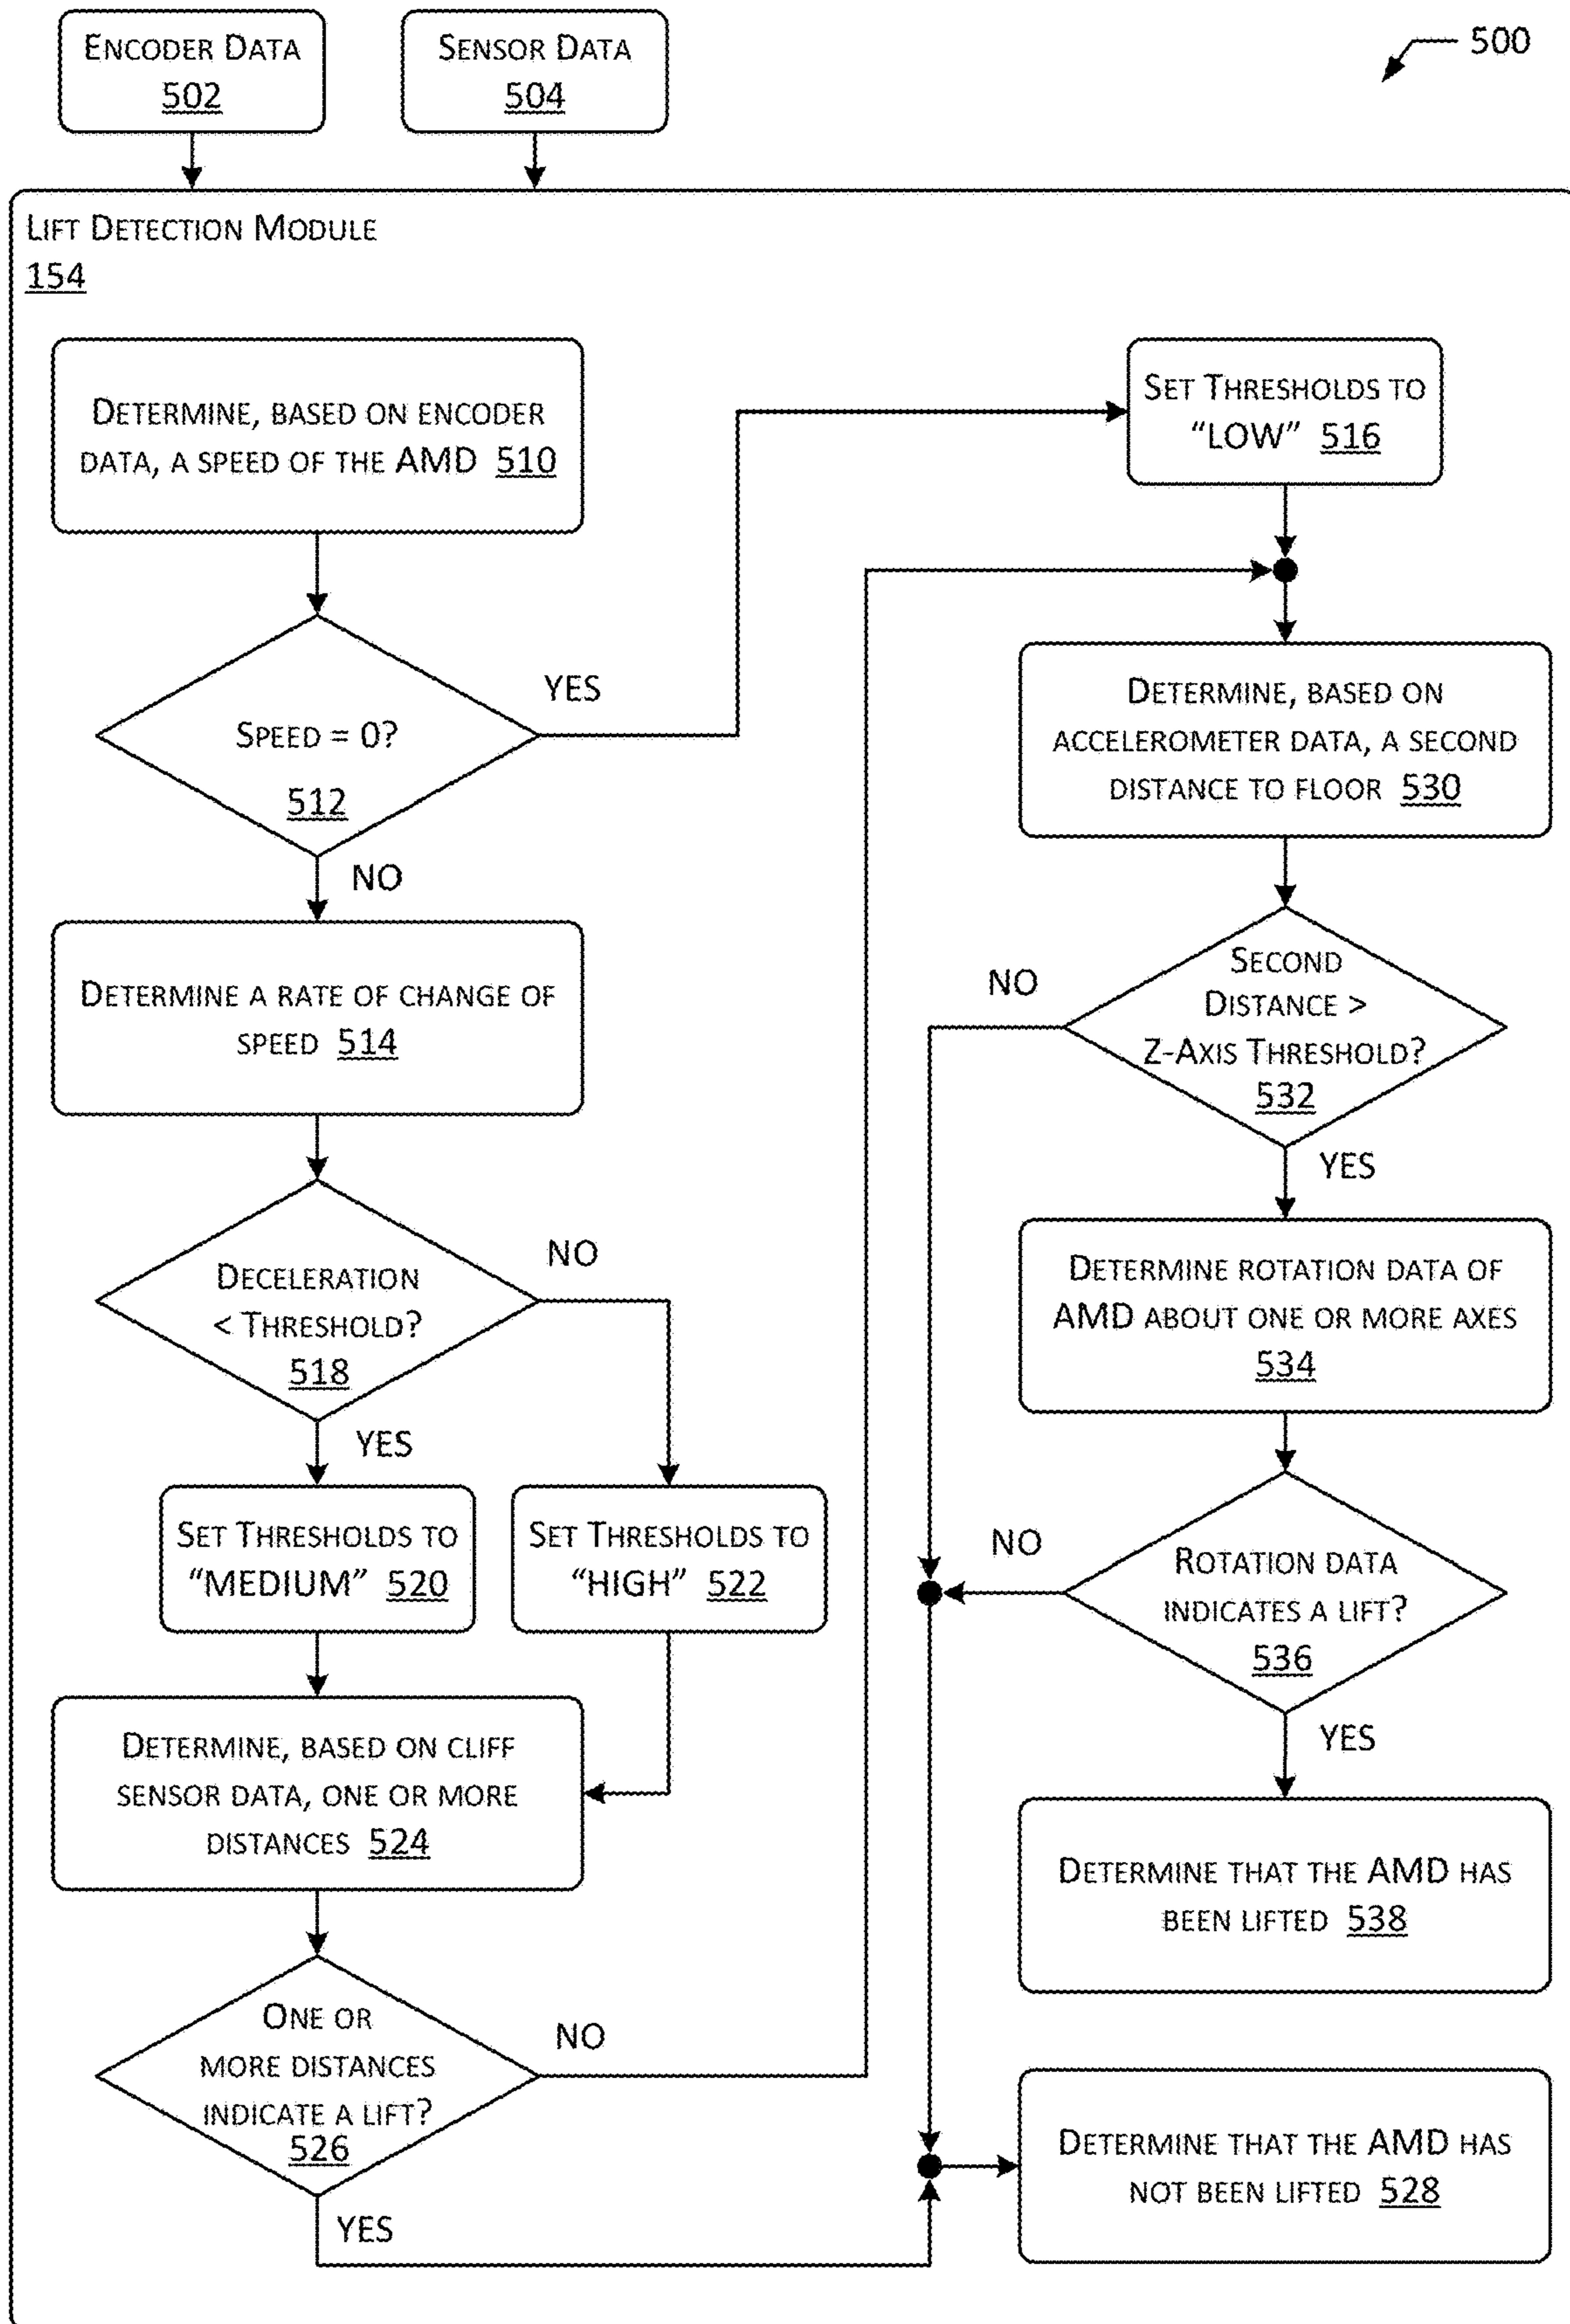 ENCODER DATA
502
SENSOR DATA
504
500
LIFT DETECTION MODULE
154
DETERMINE, BASED ON ENCODER
DATA, A SPEED OF THE AMD 510
SPEED = 0?
512
YES
NO
DETERMINE A RATE OF CHANGE OF
SPEED 514
DECELERATION
< THRESHOLD?
518
NO
YES
SET THRESHOLDS TO
“MEDIUM” 520
SET THRESHOLDS TO
“HIGH” 522
DETERMINE, BASED ON CLIFF
SENSOR DATA, ONE OR MORE
DISTANCES 524
ONE OR
MORE DISTANCES
INDICATE A LIFT?
526
NO
YES
SET THRESHOLDS TO
“LOW” 516
DETERMINE, BASED ON
ACCELEROMETER DATA, A SECOND
DISTANCE TO FLOOR 530
SECOND
DISTANCE >
Z-AXIS THRESHOLD?
532
NO
YES
DETERMINE ROTATION DATA OF
AMD ABOUT ONE OR MORE AXES
534
ROTATION DATA
INDICATES A LIFT?
536
NO
YES
DETERMINE THAT THE AMD HAS
BEEN LIFTED 538
DETERMINE THAT THE AMD HAS
NOT BEEN LIFTED 528